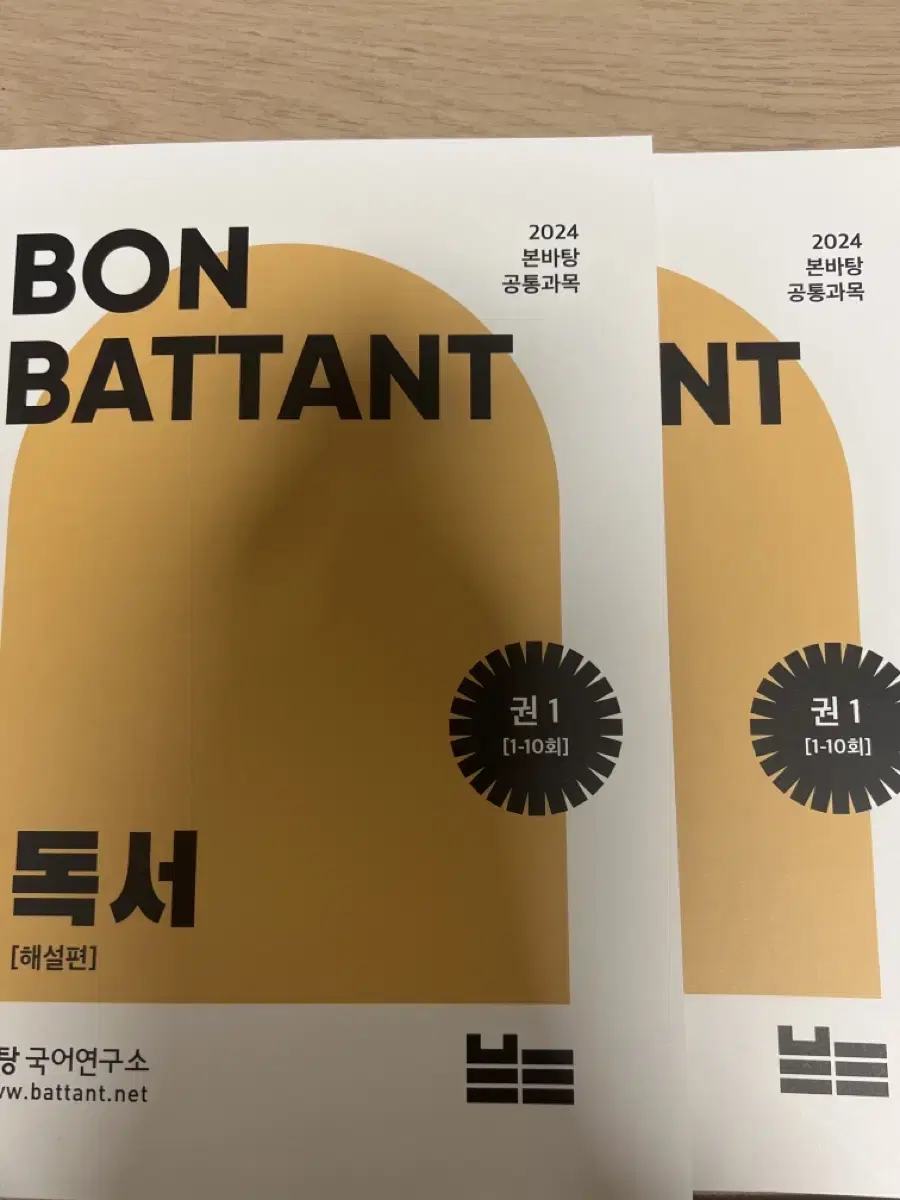 BON
BATTANT
2024
본바탕
공통과목
권 1
[1-10회]
독서
[해설편]
탕 국어연구소
ww.battant.net
2024
본바탕
공통과목
NT
권 1
[1-10회]